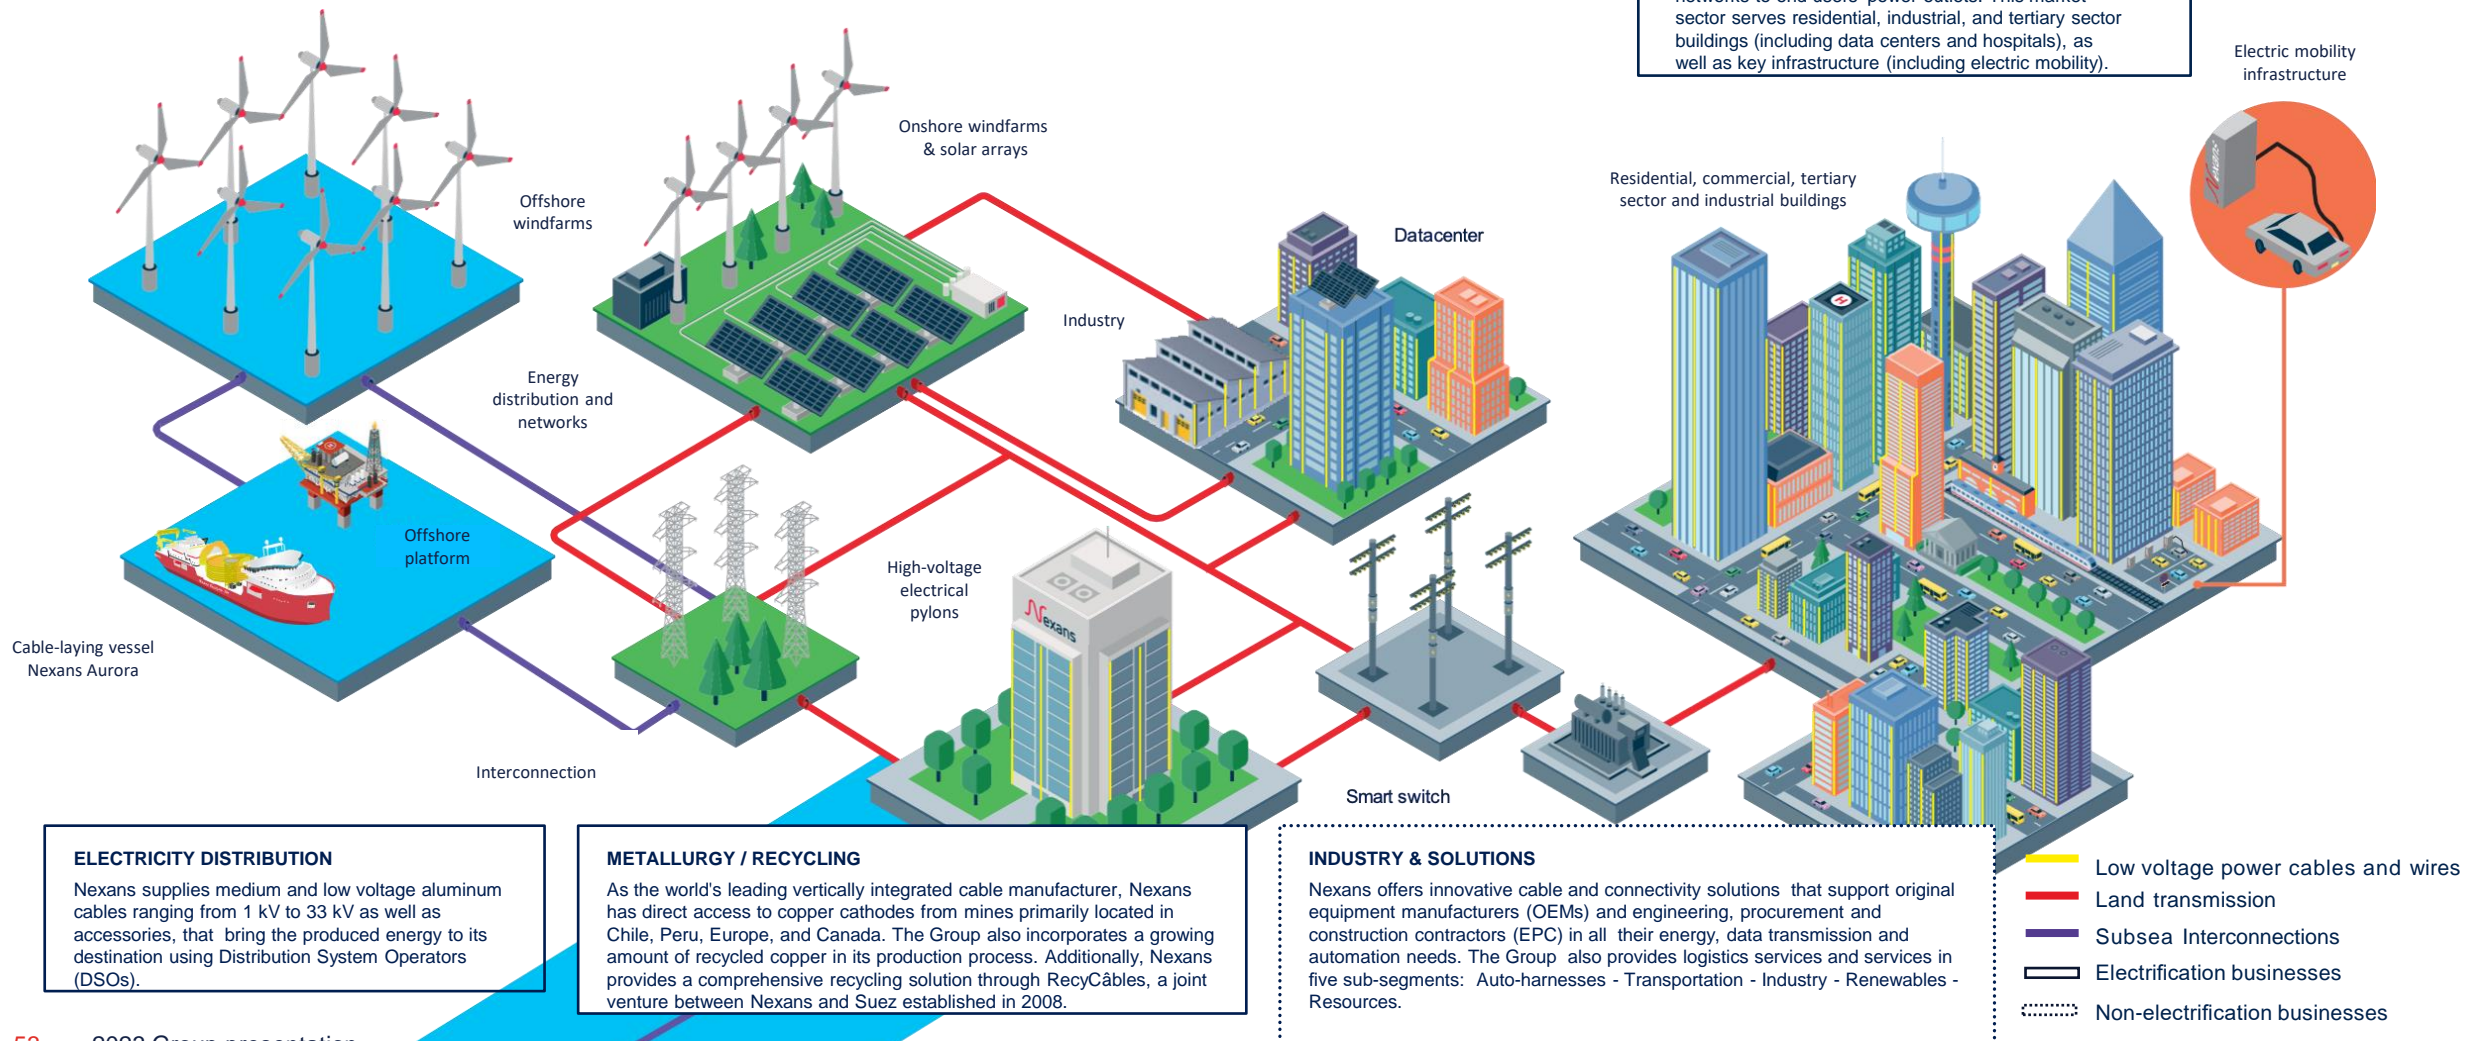 networks to end users' power outlets. This market
sector serves residential, industrial, and tertiary sector
buildings (including data centers and hospitals), as
well as key infrastructure (including electric mobility).
Electric mobility
infrastructure
Onshore windfarms
& solar arrays
Offshore
windfarms
Residential, commercial, tertiary
sector and industrial buildings
Datacenter
Industry
Energy
distribution and
networks
Offshore
platform
High-voltage
electrical
pylons
Nexans
Cable-laying vessel
Nexans Aurora
Interconnection
Smart switch
ELECTRICITY DISTRIBUTION
Nexans supplies medium and low voltage aluminum
cables ranging from 1 kV to 33 kV as well as
accessories, that bring the produced energy to its
destination using Distribution System Operators
(DSOs).
METALLURGY / RECYCLING
As the world's leading vertically integrated cable manufacturer, Nexans
has direct access to copper cathodes from mines primarily located in
Chile, Peru, Europe, and Canada. The Group also incorporates a growing
amount of recycled copper in its production process. Additionally, Nexans
provides a comprehensive recycling solution through RecyCâbles, a joint
venture between Nexans and Suez established in 2008.
INDUSTRY & SOLUTIONS
Nexans offers innovative cable and connectivity solutions that support original
equipment manufacturers (OEMs) and engineering, procurement and
construction contractors (EPC) in all their energy, data transmission and
automation needs. The Group also provides logistics services and services in
five sub-segments: Auto-harnesses - Transportation - Industry - Renewables -
Resources.
Low voltage power cables and wires
Land transmission
Subsea Interconnections
Electrification businesses
Non-electrification businesses
Group presentation